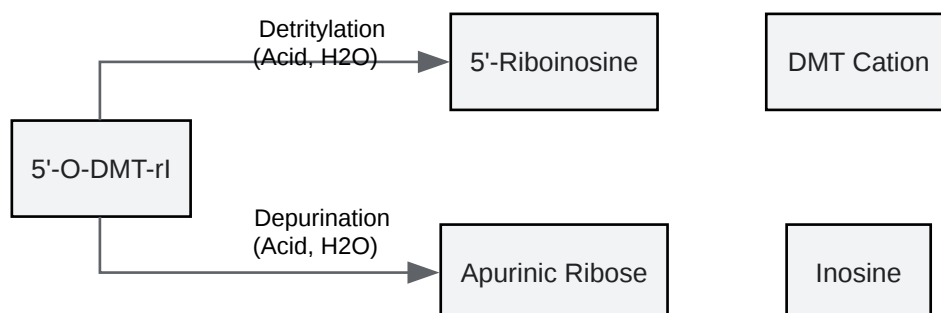 Detritylation
(Acid, H2O)
5'-Riboinosine
DMT Cation
5'-O-DMT-rI
Depurination
(Acid, H2O)
Apurinic Ribose
Inosine